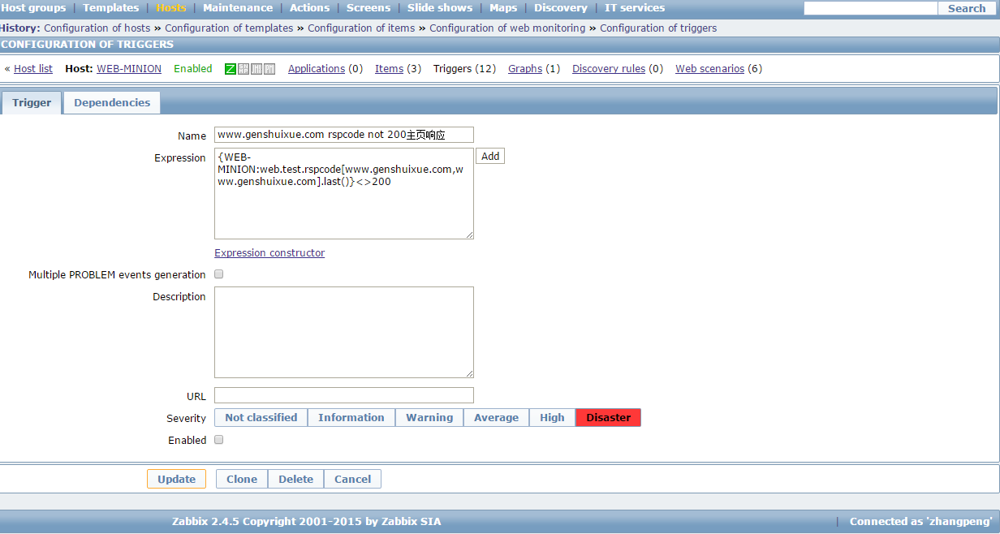 Host groups | Templates | Hosts | Maintenance | Actions | Screens | Slide shows | Maps | Discovery | IT services Search
History: Configuration of hosts » Configuration of templates » Configuration of items » Configuration of web monitoring » Configuration of triggers
CONFIGURATION OF TRIGGERS
« Host list Host: WEB-MINION Enabled Z Applications (0) Items (3) Triggers (12) Graphs (1) Discovery rules (0) Web scenarios (6)
Trigger Dependencies
Name www.genshuixue.com rspcode not 200主页响应
Expression {WEB- Add
MINION:web.test.rspcode[www.genshuixue.com,w
ww.genshuixue.com].last()}<>200
Expression constructor
Multiple PROBLEM events generation
Description
URL
Severity Not classified Information Warning Average High Disaster
Enabled
Update Clone Delete Cancel
Zabbix 2.4.5 Copyright 2001-2015 by Zabbix SIA | Connected as 'zhangpeng'